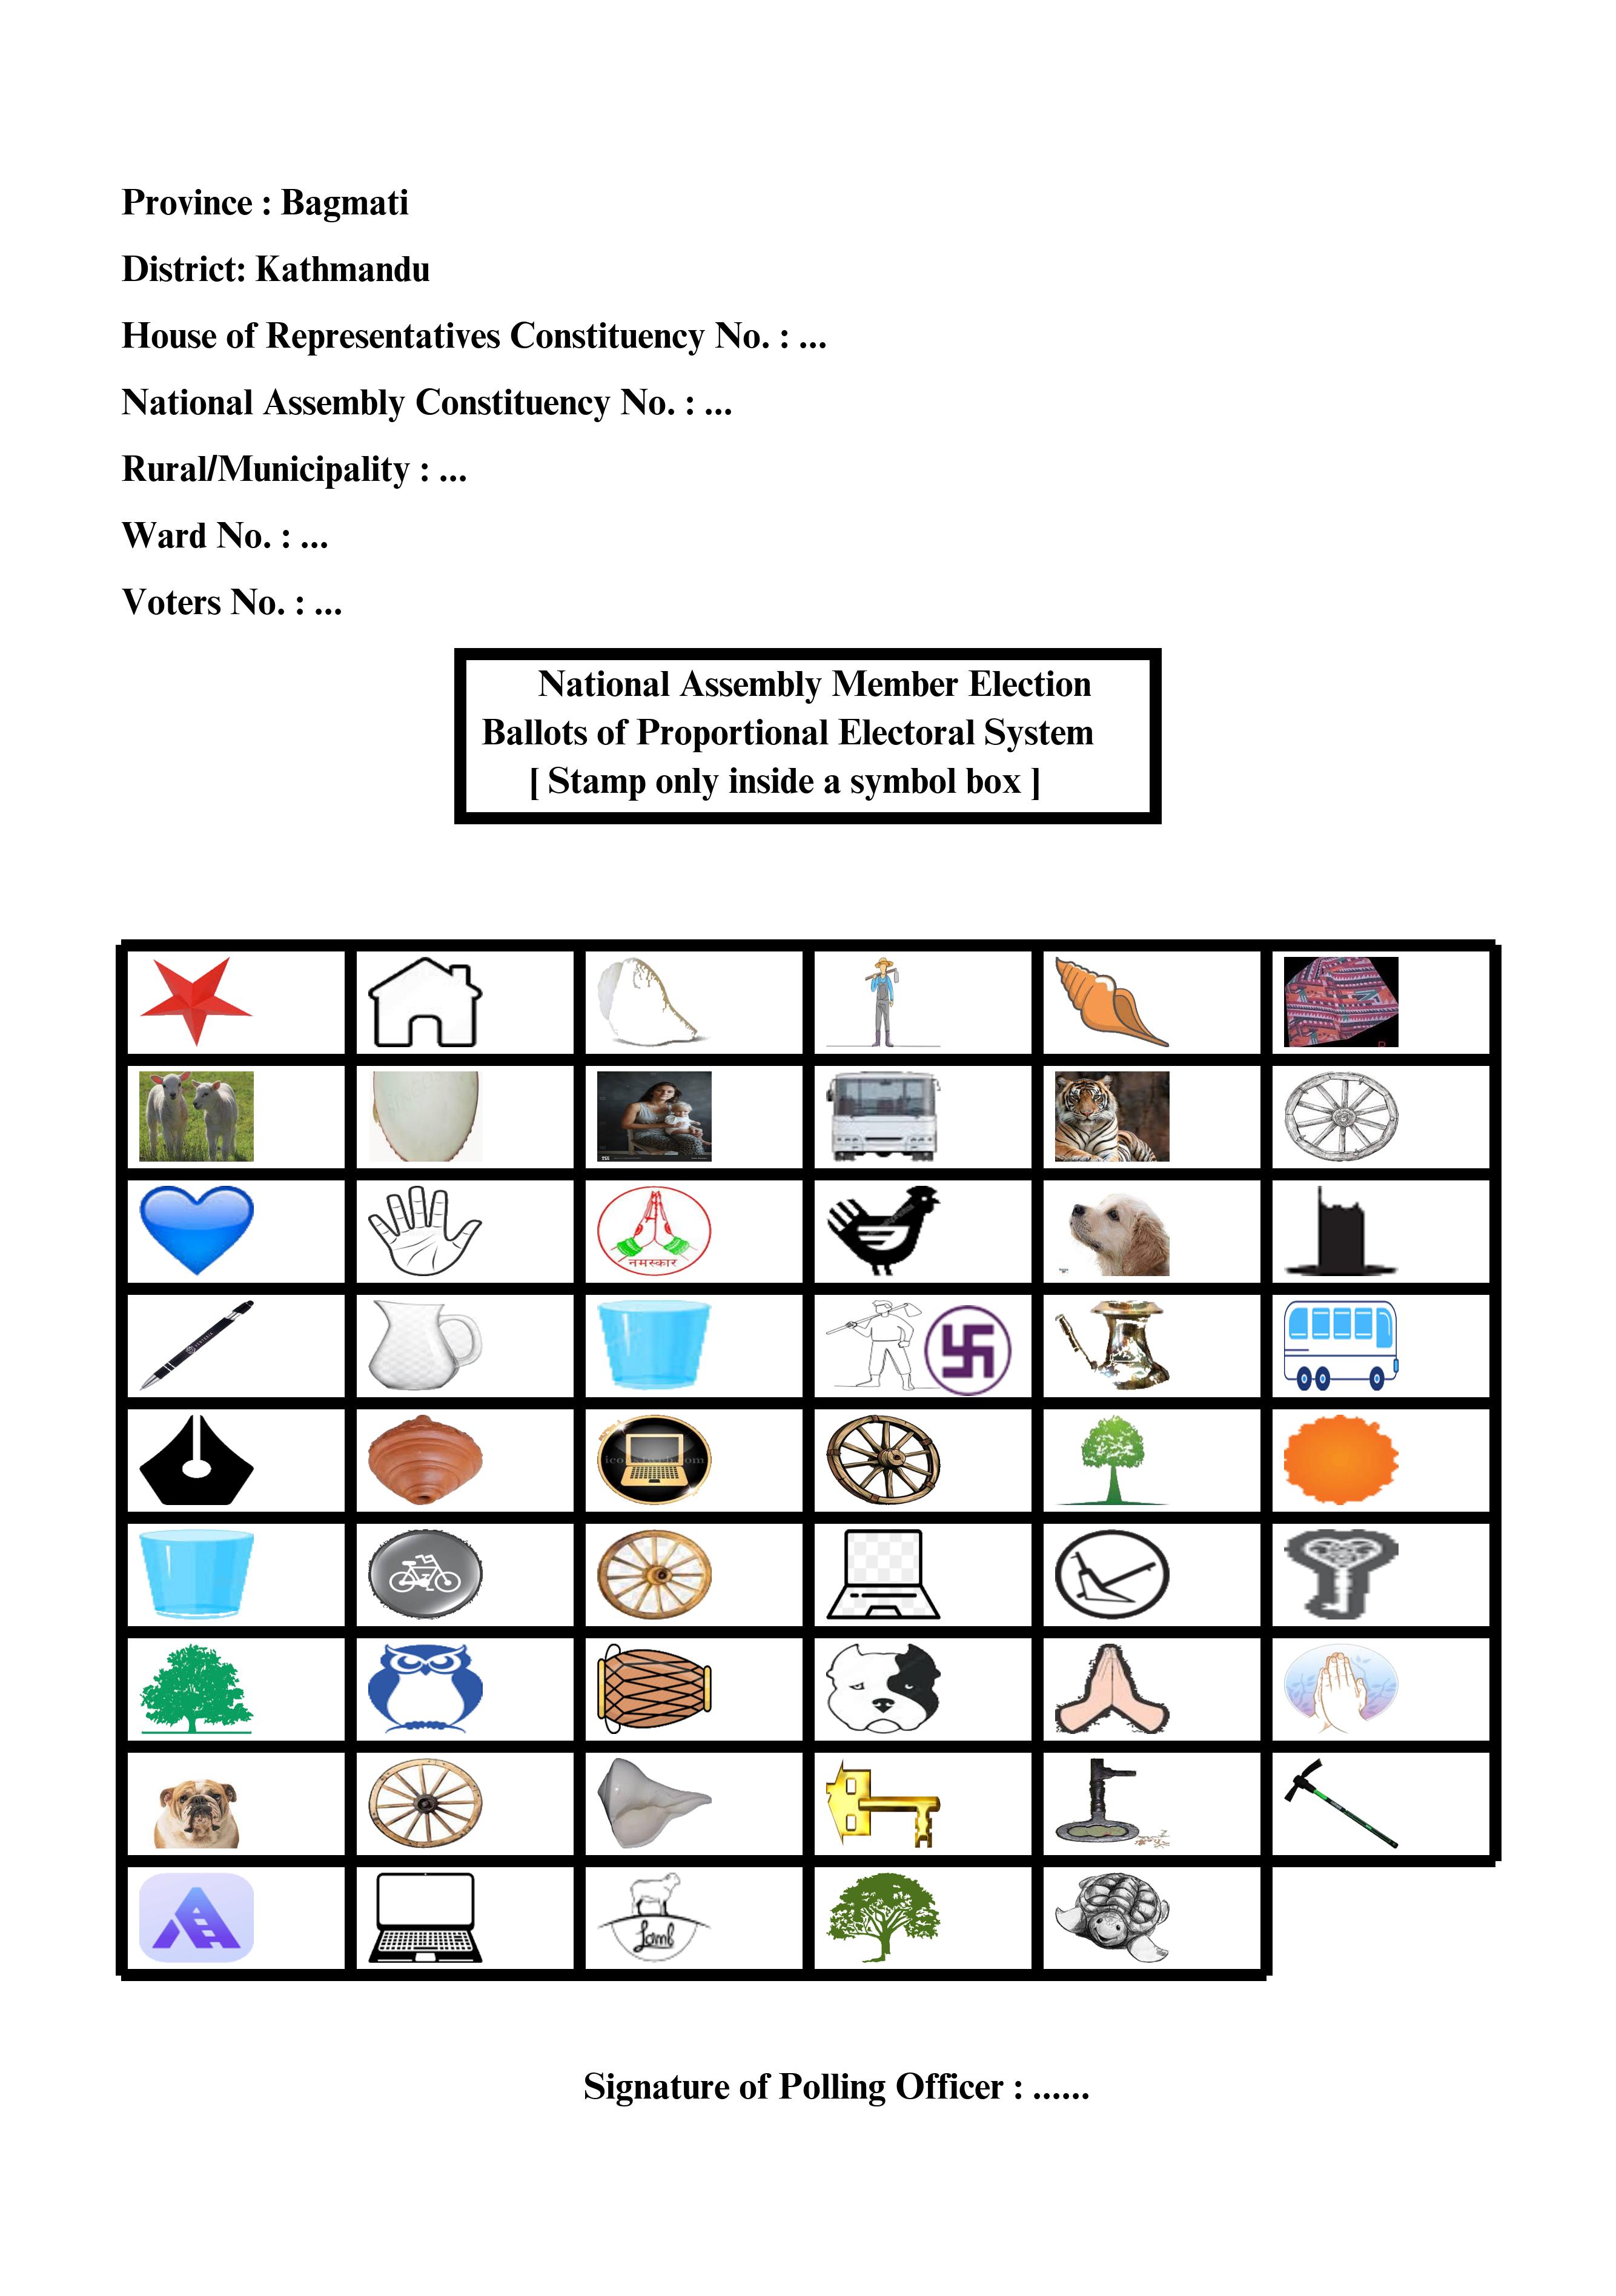 Province : Bagmati
District: Kathmandu
House of Representatives Constituency No. : ...
National Assembly Constituency No. : ...
Rural/Municipality : ...
Ward No. : ...
Voters No. : ...
National Assembly Member Election
Ballots of Proportional Electoral System
[ Stamp only inside a symbol box ]
नमस्कार
Lamb
Signature of Polling Officer : ......